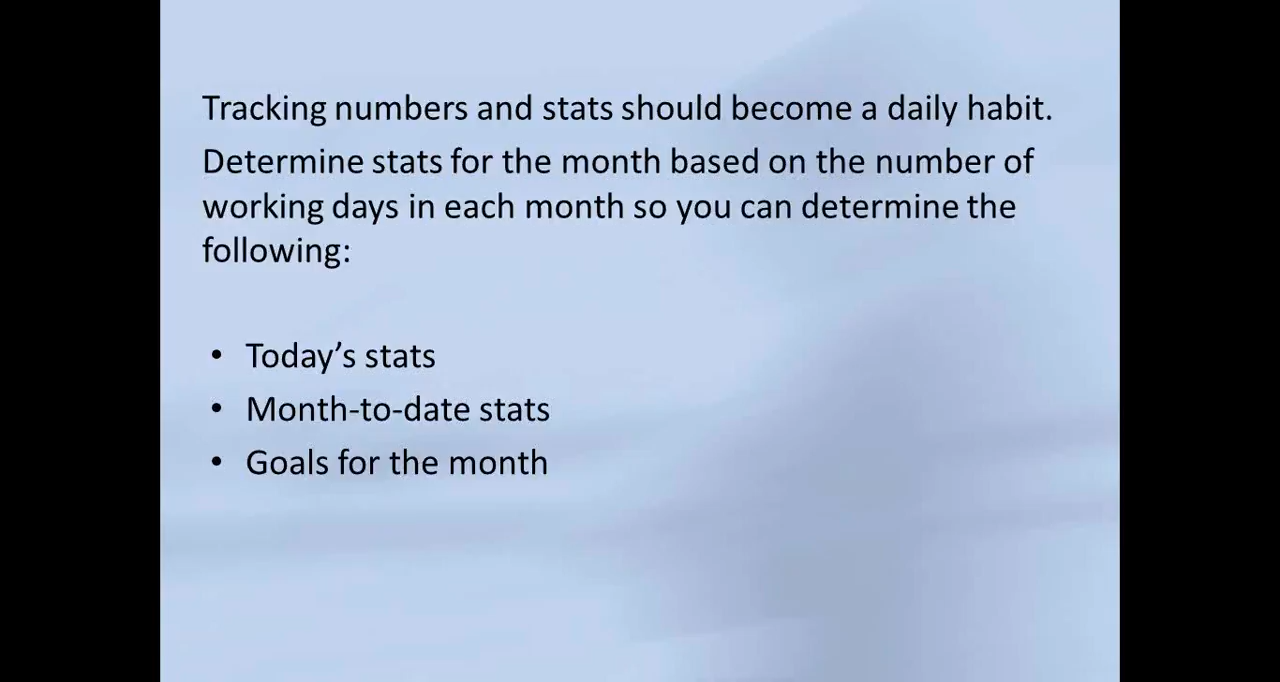 Tracking numbers and stats should become a daily habit.
Determine stats for the month based on the number of
working days in each month so you can determine the
following:
• Today’s stats
• Month-to-date stats
• Goals for the month